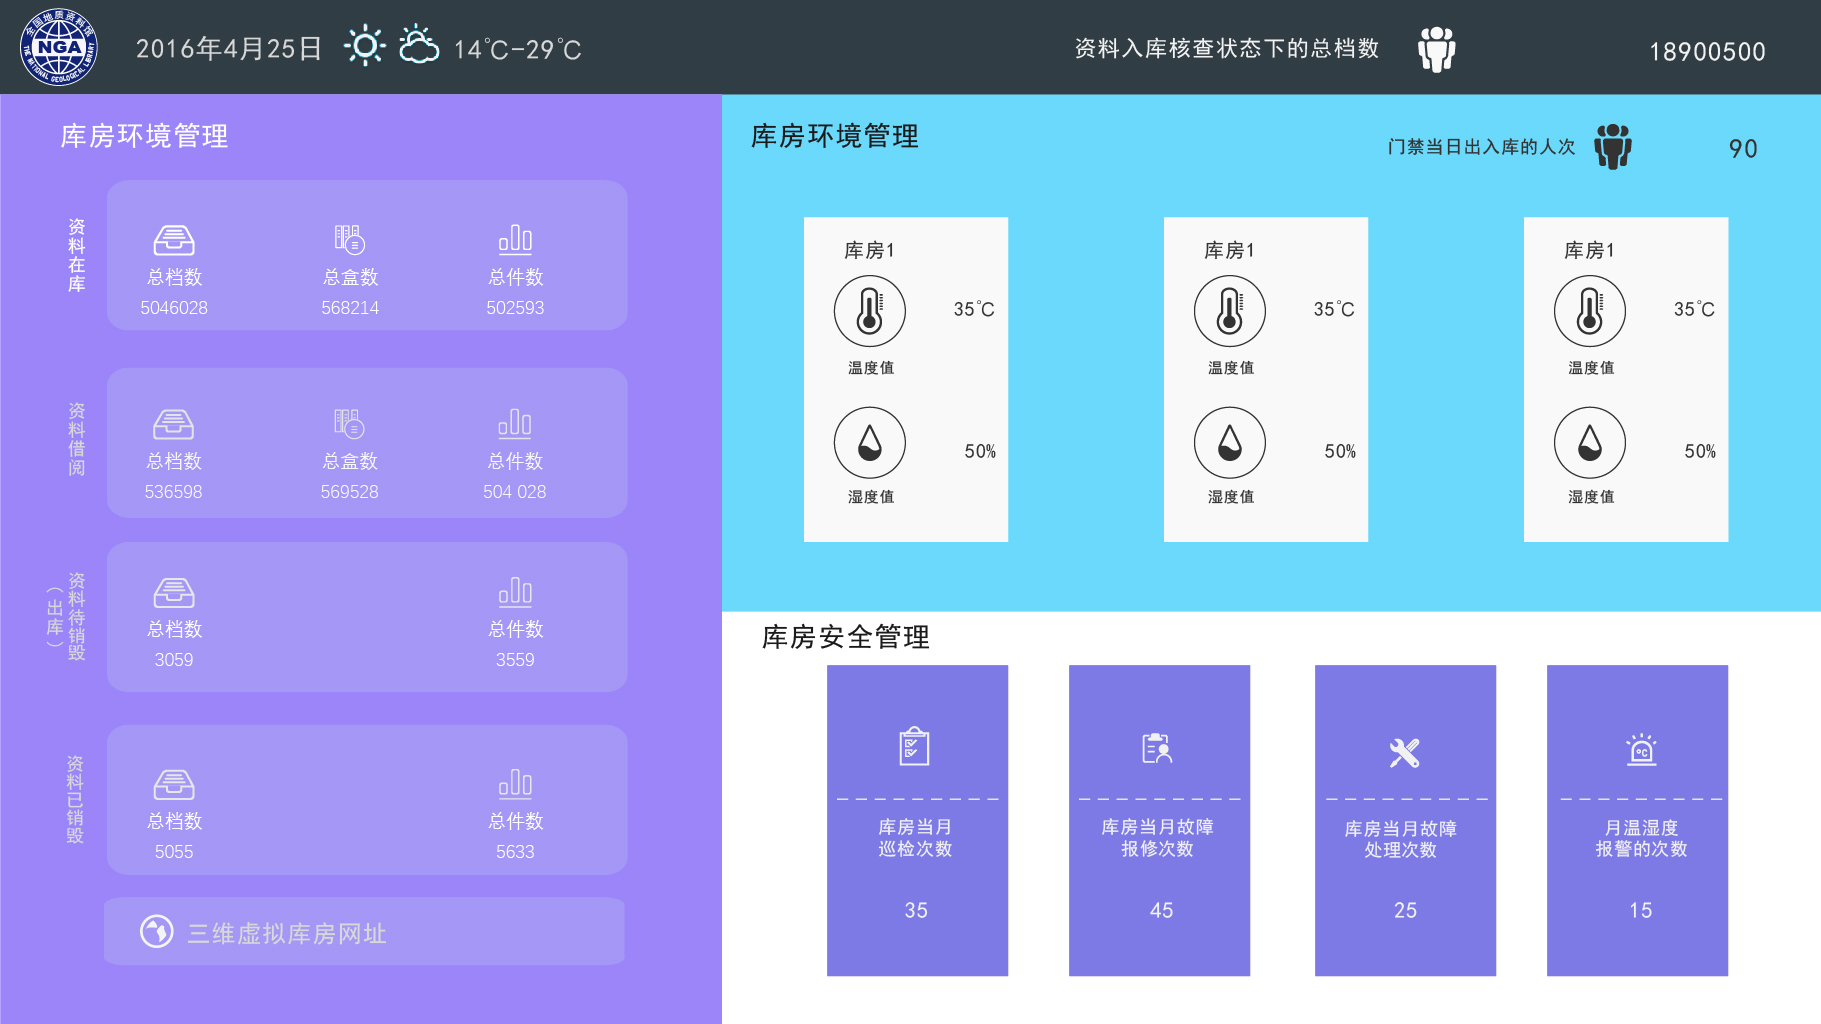 全国地质资料馆
NGA
THE NATIONAL GEOLOGICAL LIBRARY
2016年4月25日
14℃-29℃
资料入库核查状态下的总档数
18900500
库房环境管理
资料在库
总档数
总盒数
总件数
5046028
568214
502593
资料借阅
总档数
总盒数
总件数
536598
569528
504 028
资料待销毁
（出库）
总档数
总件数
3059
3559
资料已销毁
总档数
总件数
5055
5633
三维虚拟库房网址
库房环境管理
门禁当日出入库的人次
90
库房1
35℃
温度值
50%
湿度值
库房1
35℃
温度值
50%
湿度值
库房1
35℃
温度值
50%
湿度值
库房安全管理
库房当月
巡检次数
35
库房当月故障
报修次数
45
库房当月故障
处理次数
25
℃
月温湿度
报警的次数
15